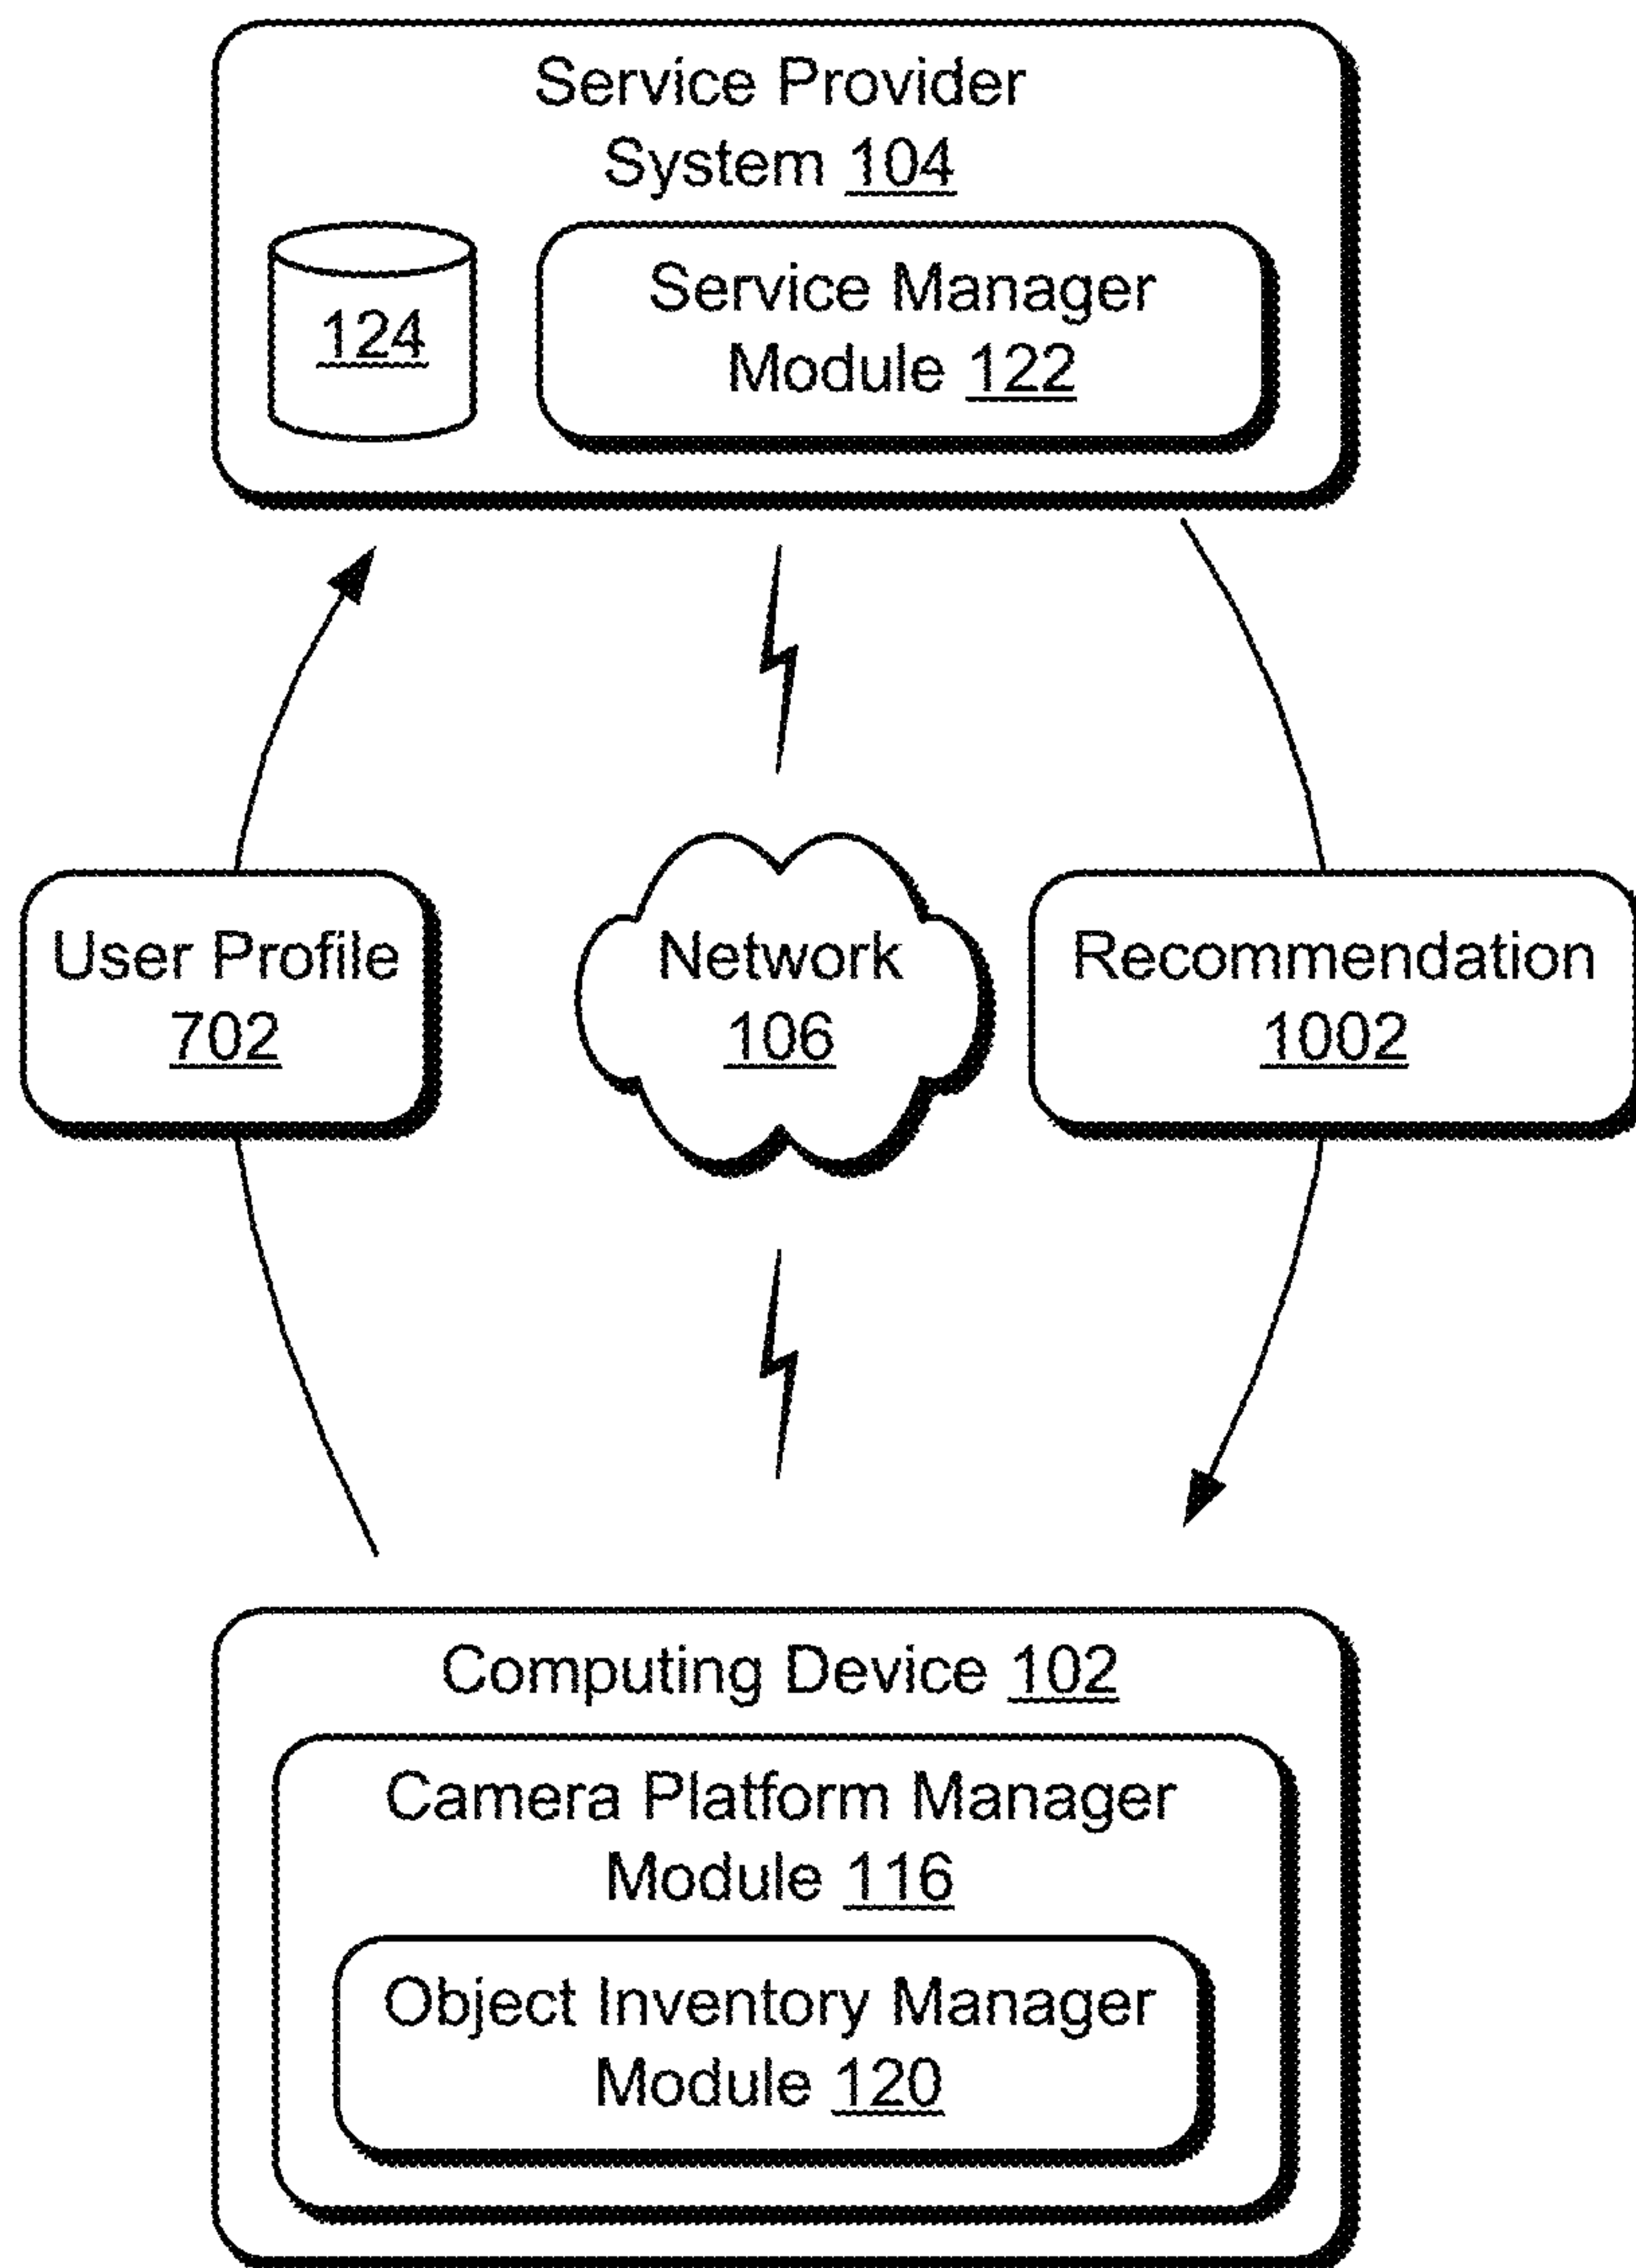 Service Provider
System 104
124
Service Manager
Module 122
User Profile
702
Network
106
Recommendation
1002
Computing Device 102
Camera Platform Manager
Module 116
Object Inventory Manager
Module 120